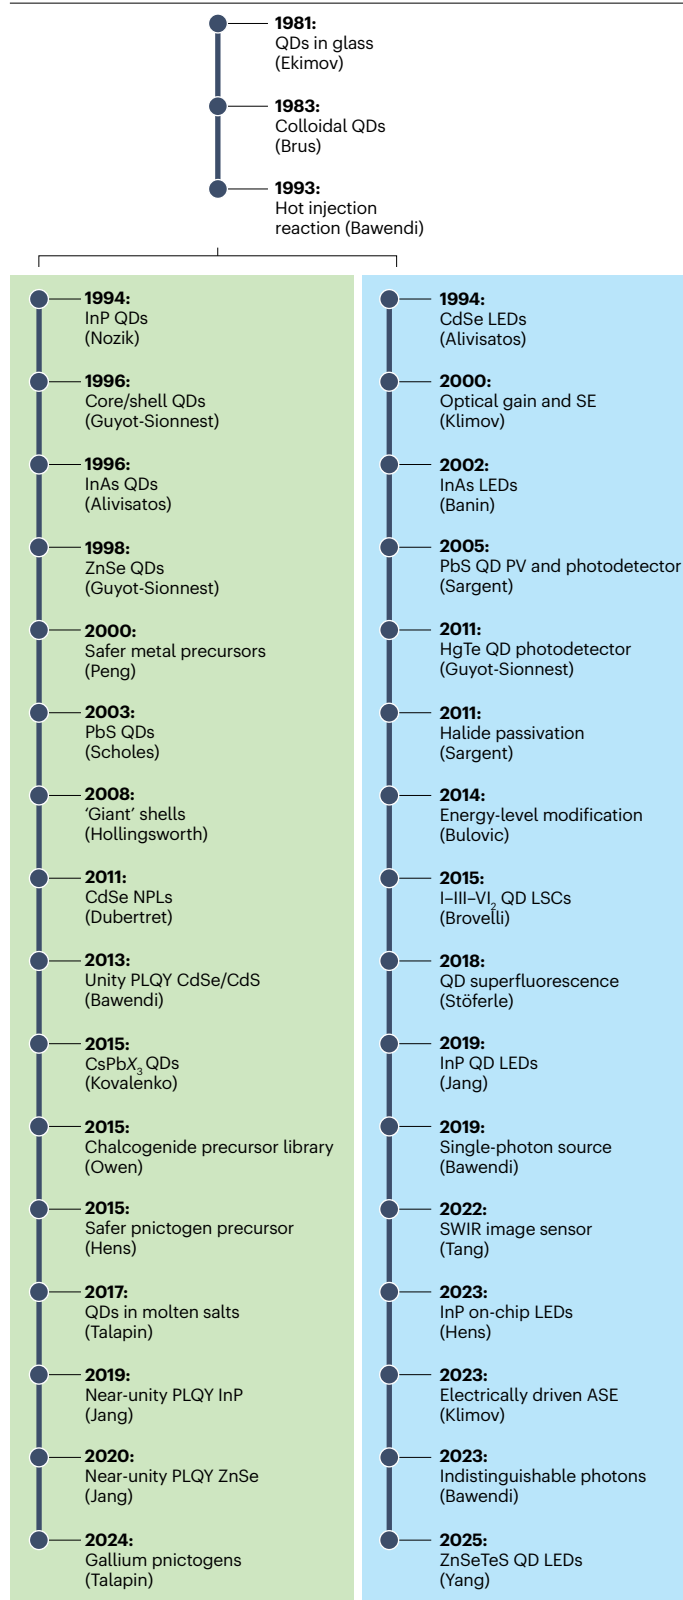 1981:
QDs in glass
(Ekimov)
1983:
Colloidal QDs
(Brus)
1993:
Hot injection
reaction (Bawendi)
1994:
InP QDs
(Nozik)
1996:
Core/shell QDs
(Guyot-Sionnest)
1996:
InAs QDs
(Alivisatos)
1998:
ZnSe QDs
(Guyot-Sionnest)
2000:
Safer metal precursors
(Peng)
2003:
PbS QDs
(Scholes)
2008:
‘Giant’ shells
(Hollingsworth)
2011:
CdSe NPLs
(Dubertret)
2013:
Unity PLQY CdSe/CdS
(Bawendi)
2015:
CsPbX₃ QDs
(Kovalenko)
2015:
Chalcogenide precursor library
(Owen)
2015:
Safer pnictogen precursor
(Hens)
2017:
QDs in molten salts
(Talapin)
2019:
Near-unity PLQY InP
(Jang)
2020:
Near-unity PLQY ZnSe
(Jang)
2024:
Gallium pnictogens
(Talapin)
1994:
CdSe LEDs
(Alivisatos)
2000:
Optical gain and SE
(Klimov)
2002:
InAs LEDs
(Banin)
2005:
PbS QD PV and photodetector
(Sargent)
2011:
HgTe QD photodetector
(Guyot-Sionnest)
2011:
Halide passivation
(Sargent)
2014:
Energy-level modification
(Bulovic)
2015:
I–III–VI₂ QD LSCs
(Brovelli)
2018:
QD superfluorescence
(Stöferle)
2019:
InP QD LEDs
(Jang)
2019:
Single-photon source
(Bawendi)
2022:
SWIR image sensor
(Tang)
2023:
InP on-chip LEDs
(Hens)
2023:
Electrically driven ASE
(Klimov)
2023:
Indistinguishable photons
(Bawendi)
2025:
ZnSeTeS QD LEDs
(Yang)